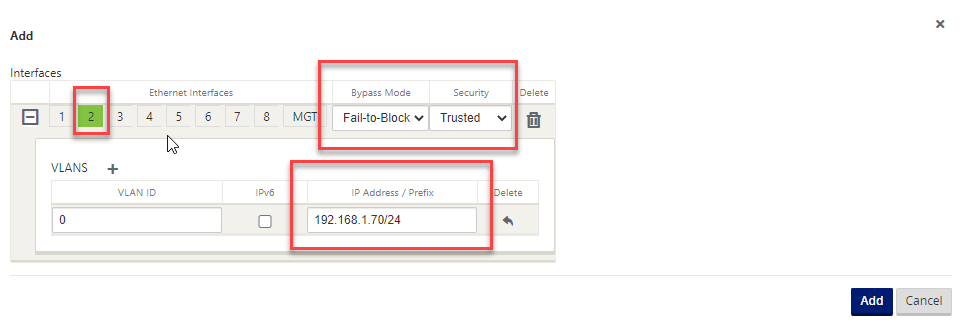 ×
Add
Interfaces
Ethernet Interfaces Bypass Mode Security Delete
1 2 3 4 5 6 7 8 MGT Fail-to-Block Trusted
VLANS +
VLAN ID IPv6 IP Address / Prefix Delete
0 192.168.1.70/24
Add Cancel